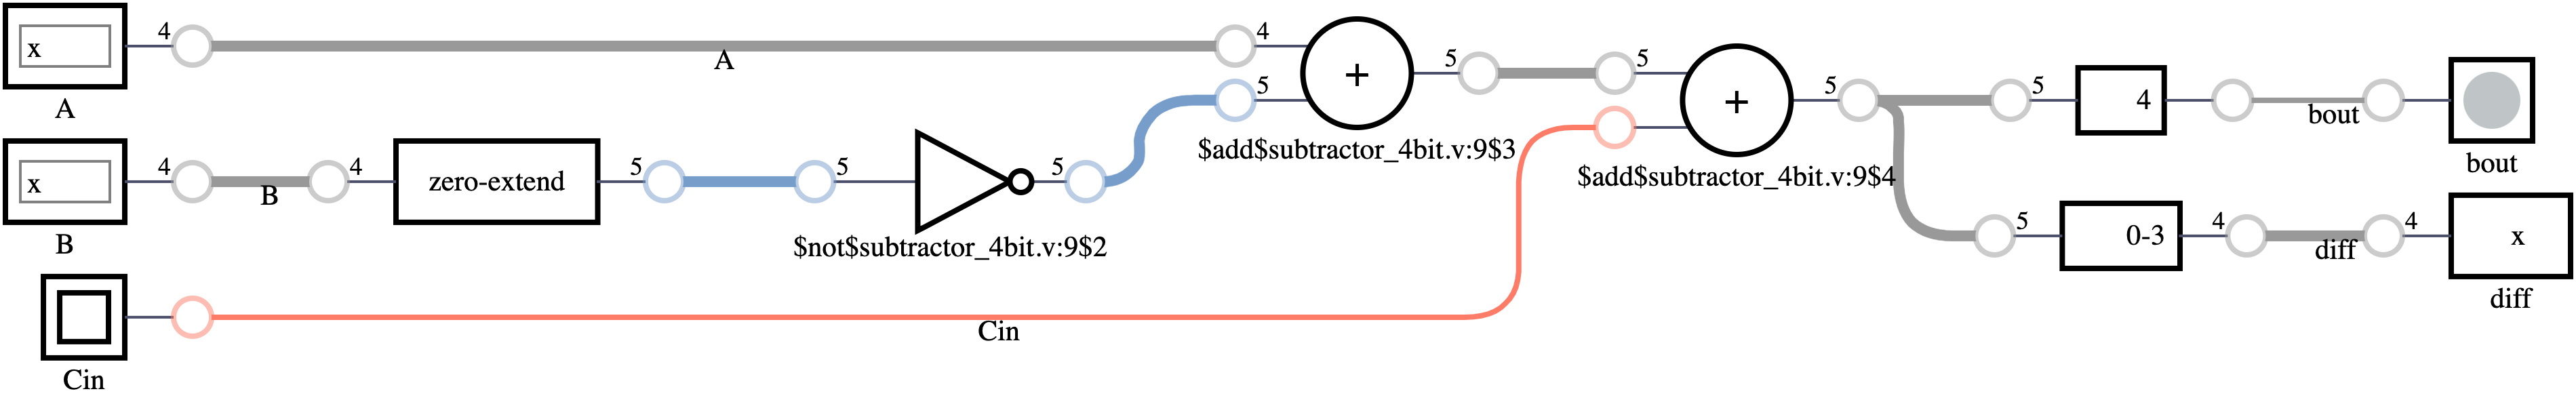 x
4
A
4
+
5
5
+
5
5
4
bout
bout
A
5
$add$subtractor_4bit.v:9$3
$add$subtractor_4bit.v:9$4
x
4
B
4
zero-extend
5
5
5
B
$not$subtractor_4bit.v:9$2
5
0-3
4
diff
4
x
diff
Cin
Cin